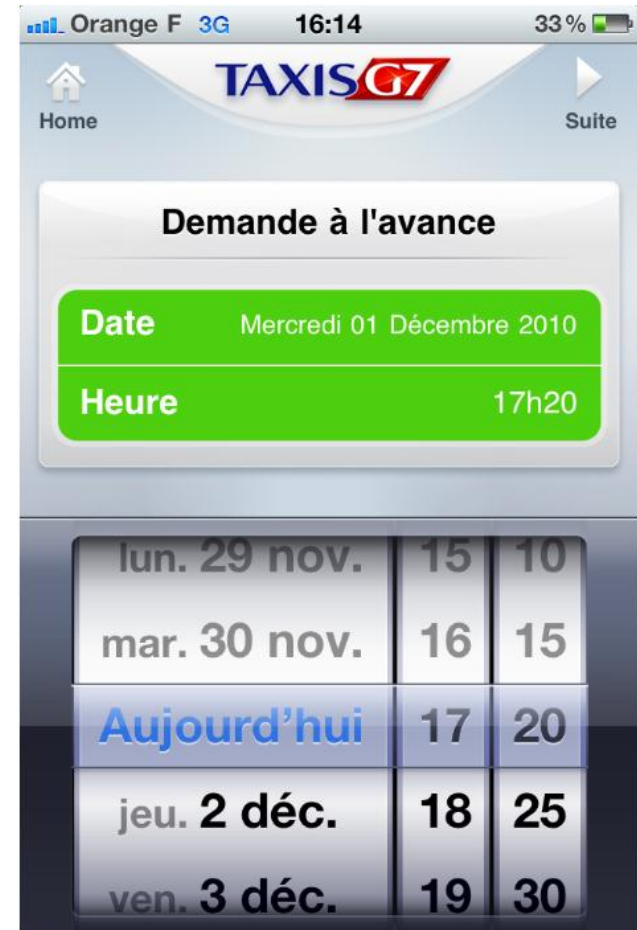 Orange F 3G 16:14 33 %
TAXIS G7
Home Suite
Demande à l'avance
Date Mercredi 01 Décembre 2010
Heure 17h20
lun. 29 nov. 15 10
mar. 30 nov. 16 15
Aujourd'hui 17 20
jeu. 2 déc. 18 25
ven. 3 déc. 19 30